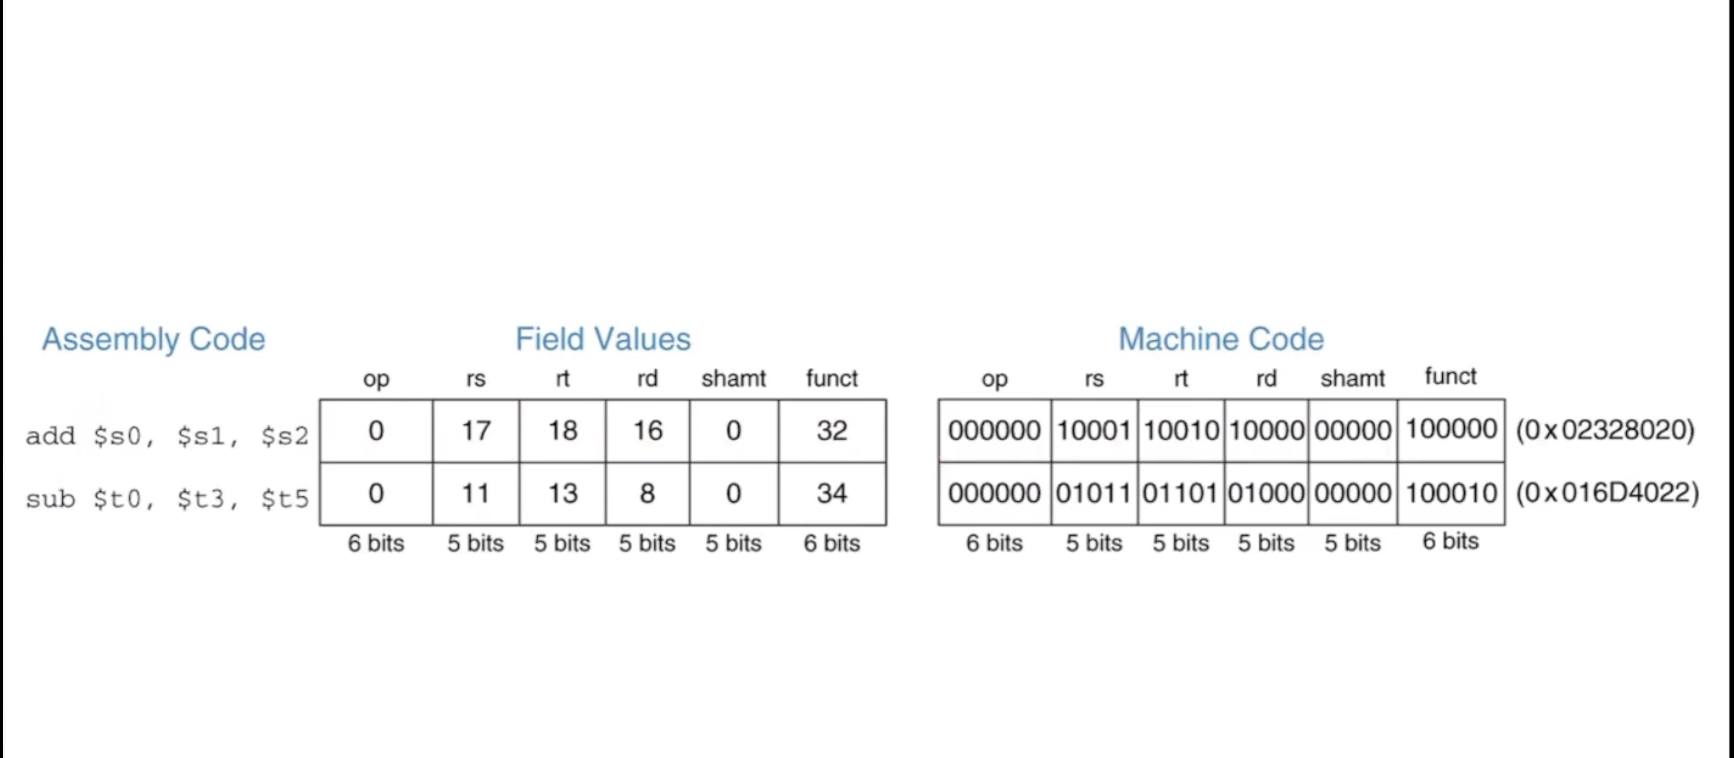 Assembly Code Field Values Machine Code
op rs rt rd shamt funct op rs rt rd shamt funct
add $s0, $s1, $s2 0 17 18 16 0 32 000000 10001 10010 10000 00000 100000 (0x02328020)
sub $t0, $t3, $t5 0 11 13 8 0 34 000000 01011 01101 01000 00000 100010 (0x016D4022)
6 bits 5 bits 5 bits 5 bits 5 bits 6 bits 6 bits 5 bits 5 bits 5 bits 5 bits 6 bits